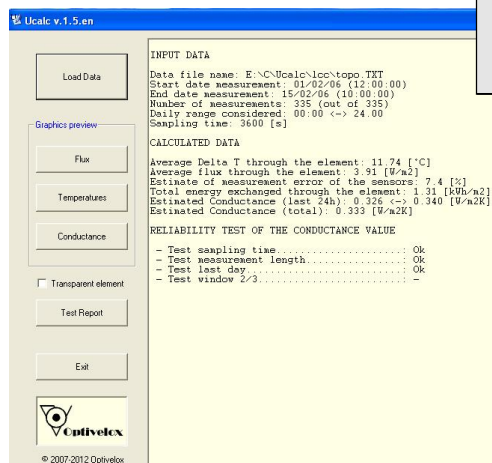 Ucalc v.1.5.en
Load Data
Graphics preview
Flux
Temperatures
Conductance
Transparent element
Test Report
Exit
Optivelox
© 2007-2012 Optivelox
INPUT DATA
Data file name: E:\C\Ucalc\lcc\topo.TXT
Start date measurement: 01/02/06 (12:00:00)
End date measurement: 15/02/06 (10:00:00)
Number of measurements: 335 (out of 335)
Daily range considered: 00:00 <-> 24.00
Sampling time: 3600 [s]
CALCULATED DATA
Average Delta T through the element: 11.74 [°C]
Average flux through the element: 3.91 [W/m2]
Estimate of measurement error of the sensors: 7.4 [%]
Total energy exchanged through the element: 1.31 [kWh/m2]
Estimated Conductance (last 24h): 0.326 <-> 0.340 [W/m2K]
Estimated Conductance (total): 0.333 [W/m2K]
RELIABILITY TEST OF THE CONDUCTANCE VALUE
- Test sampling time...................: Ok
- Test measurement length..............: Ok
- Test last day........................: Ok
- Test window 2/3......................: -